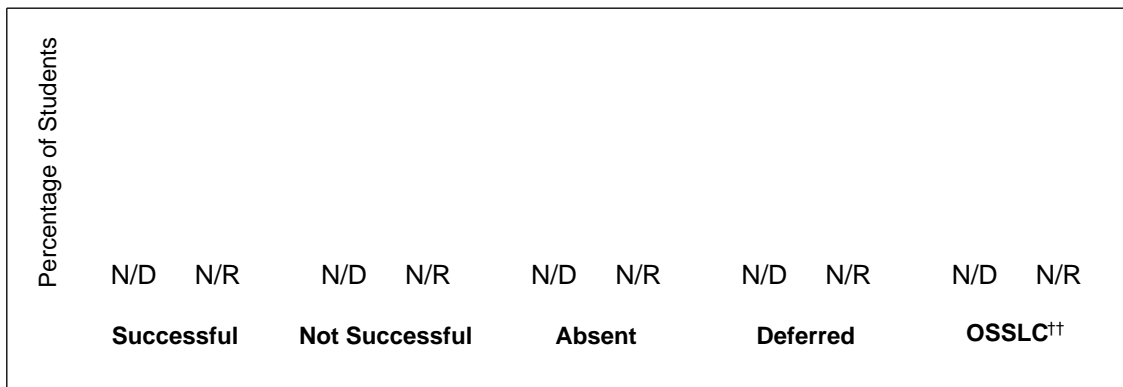 Percentage of Students
N/D N/R N/D N/R N/D N/R N/D N/R N/D N/R
Successful Not Successful Absent Deferred OSSLC††